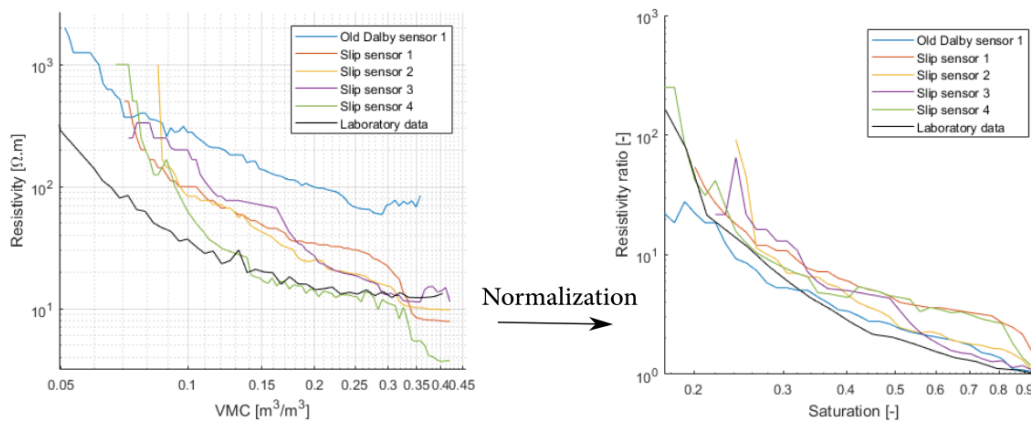 Resistivity [Ω.m]
10³
10²
10¹
Old Dalby sensor 1
Slip sensor 1
Slip sensor 2
Slip sensor 3
Slip sensor 4
Laboratory data
0.05 0.1 0.15 0.2 0.25 0.3 0.35 0.40 0.45
VMC [m³/m³]
Normalization
Resistivity ratio [-]
10³
10²
10¹
10⁰
Old Dalby sensor 1
Slip sensor 1
Slip sensor 2
Slip sensor 3
Slip sensor 4
Laboratory data
0.2 0.3 0.4 0.5 0.6 0.7 0.8 0.9
Saturation [-]